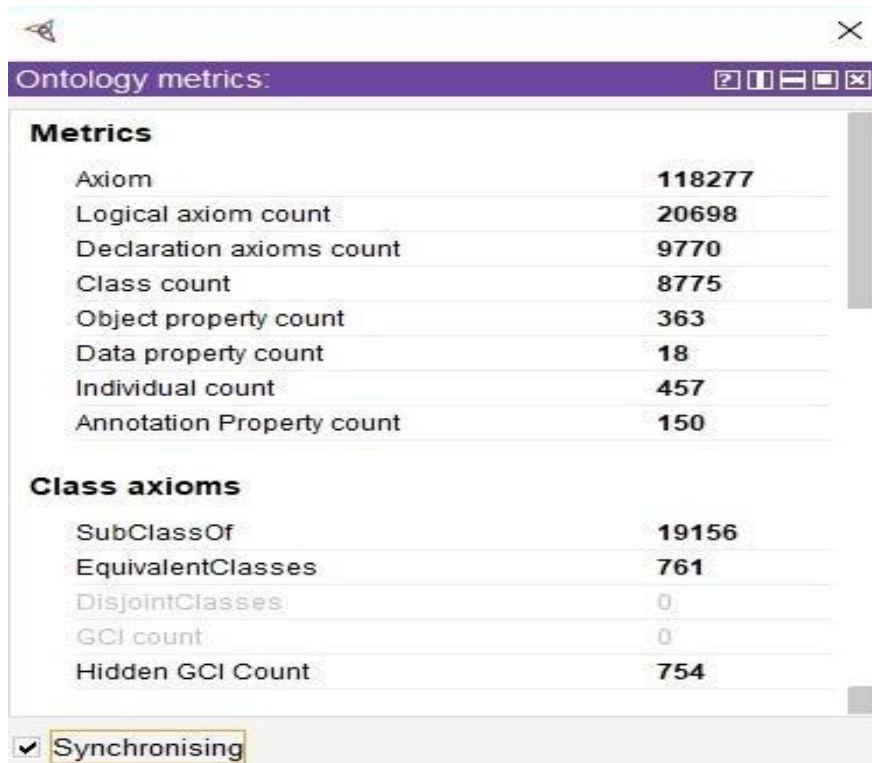 Ontology metrics:
Metrics
Axiom 118277
Logical axiom count 20698
Declaration axioms count 9770
Class count 8775
Object property count 363
Data property count 18
Individual count 457
Annotation Property count 150
Class axioms
SubClassOf 19156
EquivalentClasses 761
DisjointClasses 0
GCI count 0
Hidden GCI Count 754
Synchronising